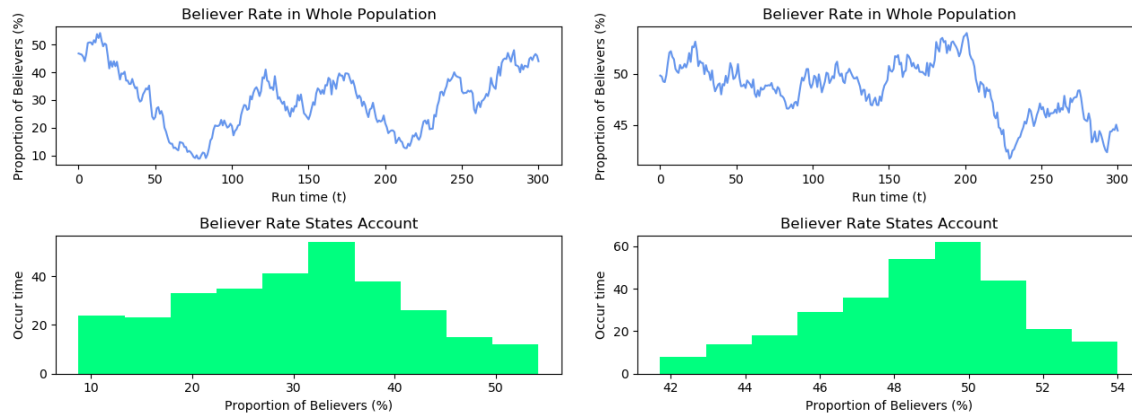 Believer Rate in Whole Population
Proportion of Believers (%)
50
40
30
20
10
0 50 100 150 200 250 300
Run time (t)
Believer Rate in Whole Population
Proportion of Believers (%)
50
45
0 50 100 150 200 250 300
Run time (t)
Believer Rate States Account
Occur time
40
20
0
10 20 30 40 50
Proportion of Believers (%)
Believer Rate States Account
Occur time
60
40
20
0
42 44 46 48 50 52 54
Proportion of Believers (%)